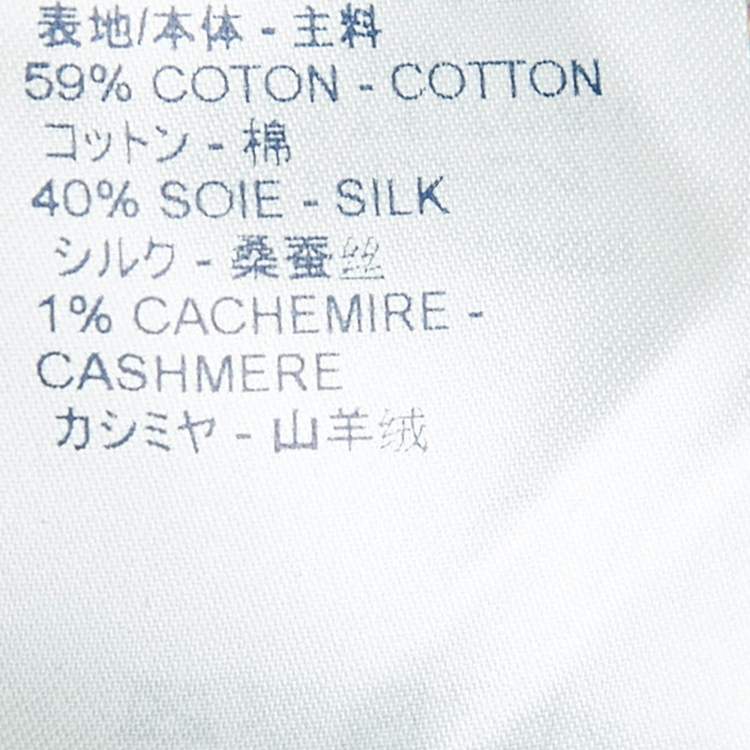 表地/本体 - 主料
59% COTON - COTTON
コットン - 棉
40% SOIE - SILK
シルク - 桑蚕丝
1% CACHEMIRE -
CASHMERE
カシミヤ - 山羊绒